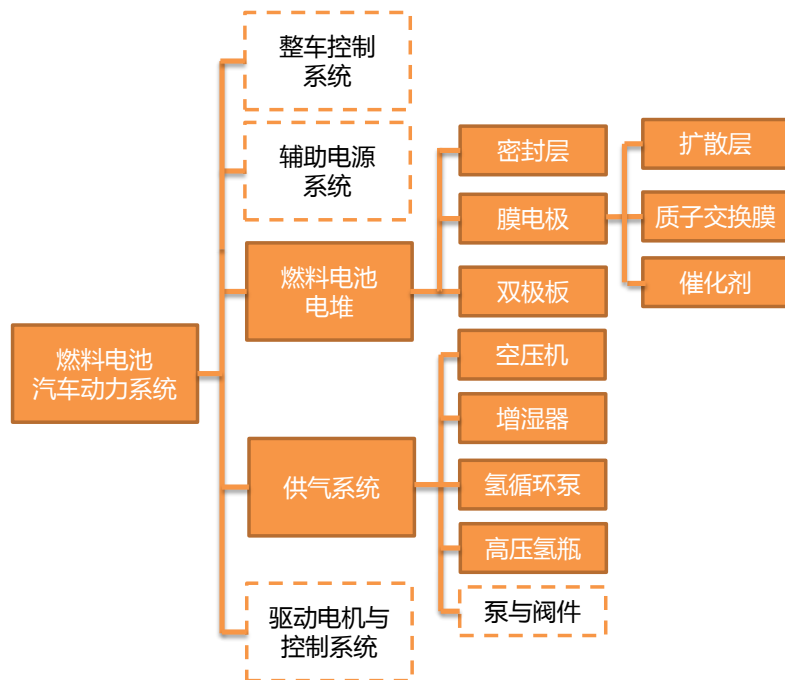 燃料电池
汽车动力系统
整车控制
系统
辅助电源
系统
燃料电池
电堆
供气系统
驱动电机与
控制系统
密封层
膜电极
双极板
空压机
增湿器
氢循环泵
高压氢瓶
泵与阀件
扩散层
质子交换膜
催化剂